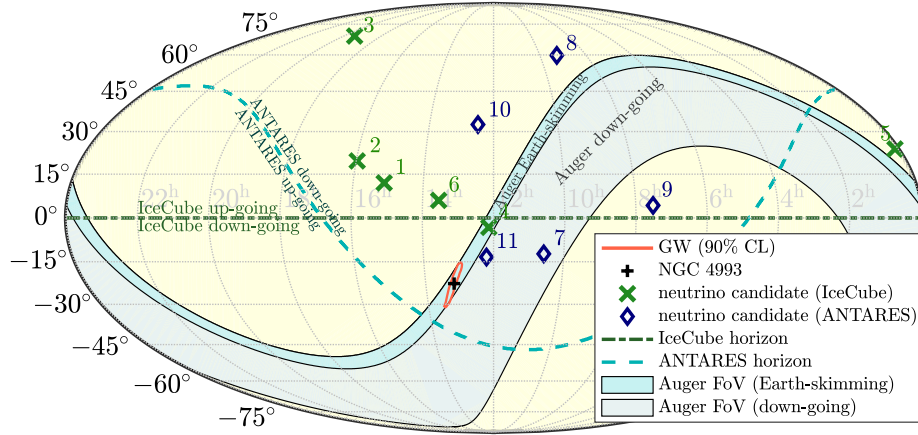 75°
60°
45°
30°
15°
0°
−15°
−30°
−45°
−60°
−75°
22h
20h
16h
12h
10h
8h
6h
4h
2h
ANTARES down-going
ANTARES up-going
IceCube up-going
IceCube down-going
Auger Earth-skimming
Auger down-going
3
8
10
5
2
1
6
9
4
11
7
GW (90% CL)
NGC 4993
neutrino candidate (IceCube)
neutrino candidate (ANTARES)
IceCube horizon
ANTARES horizon
Auger FoV (Earth-skimming)
Auger FoV (down-going)